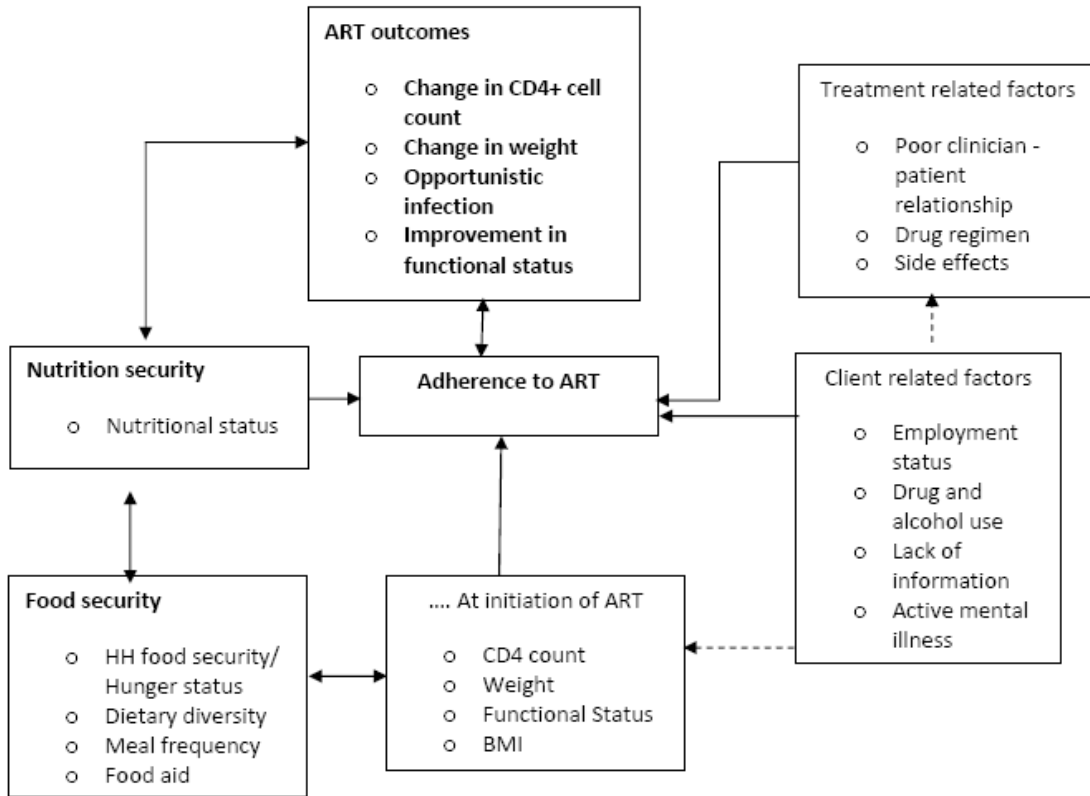 ART outcomes
o Change in CD4+ cell
count
o Change in weight
o Opportunistic
infection
o Improvement in
functional status
Treatment related factors
o Poor clinician -
patient
relationship
o Drug regimen
o Side effects
Nutrition security
o Nutritional status
Adherence to ART
Client related factors
o Employment
status
o Drug and
alcohol use
o Lack of
information
o Active mental
illness
Food security
o HH food security/
Hunger status
o Dietary diversity
o Meal frequency
o Food aid
.... At initiation of ART
o CD4 count
o Weight
o Functional Status
o BMI